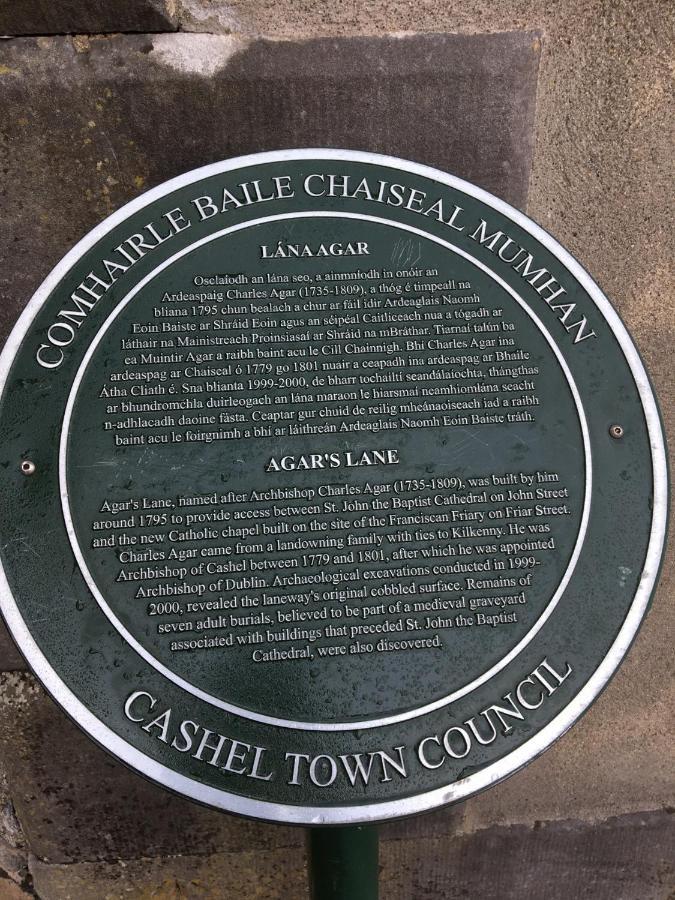 COMHAIRLE BAILE CHAISEAL MUMHAN
LÁNA AGAR
Osclaíodh an lána seo, a ainmníodh in onóir an
Ardeaspaig Charles Agar (1735-1809), a thóg é timpeall na
bliana 1795 chun bealach a chur ar fáil idir Ardeaglais Naomh
Eoin Baiste ar Shráid Eoin agus an séipéal Caitliceach nua a tógadh ar
láthair na Mainistreach Proinsiasaí ar Shráid na mBráthar. Tiarnaí talún ba
ea Muintir Agar a raibh baint acu le Cill Chainnigh. Bhí Charles Agar ina
ardeaspag ar Chaiseal ó 1779 go 1801 nuair a ceapadh ina ardeaspag ar Bhaile
Átha Cliath é. Sna blianta 1999-2000, de bharr tochailtí seandálaíochta, thángthas
ar bhundromchla duirleogach an lána maraon le hiarsmaí neamhiomlána seacht
n-adhlacadh daoine fásta. Ceaptar gur chuid de reilig mheánaoiseach iad a raibh
baint acu le foirgnimh a bhí ar láithreán Ardeaglais Naomh Eoin Baiste tráth.
AGAR'S LANE
Agar's Lane, named after Archbishop Charles Agar (1735-1809), was built by him
around 1795 to provide access between St. John the Baptist Cathedral on John Street
and the new Catholic chapel built on the site of the Franciscan Friary on Friar Street.
Charles Agar came from a landowning family with ties to Kilkenny. He was
Archbishop of Cashel between 1779 and 1801, after which he was appointed
Archbishop of Dublin. Archaeological excavations conducted in 1999-
2000, revealed the laneway's original cobbled surface. Remains of
seven adult burials, believed to be part of a medieval graveyard
associated with buildings that preceded St. John the Baptist
Cathedral, were also discovered.
CASHEL TOWN COUNCIL